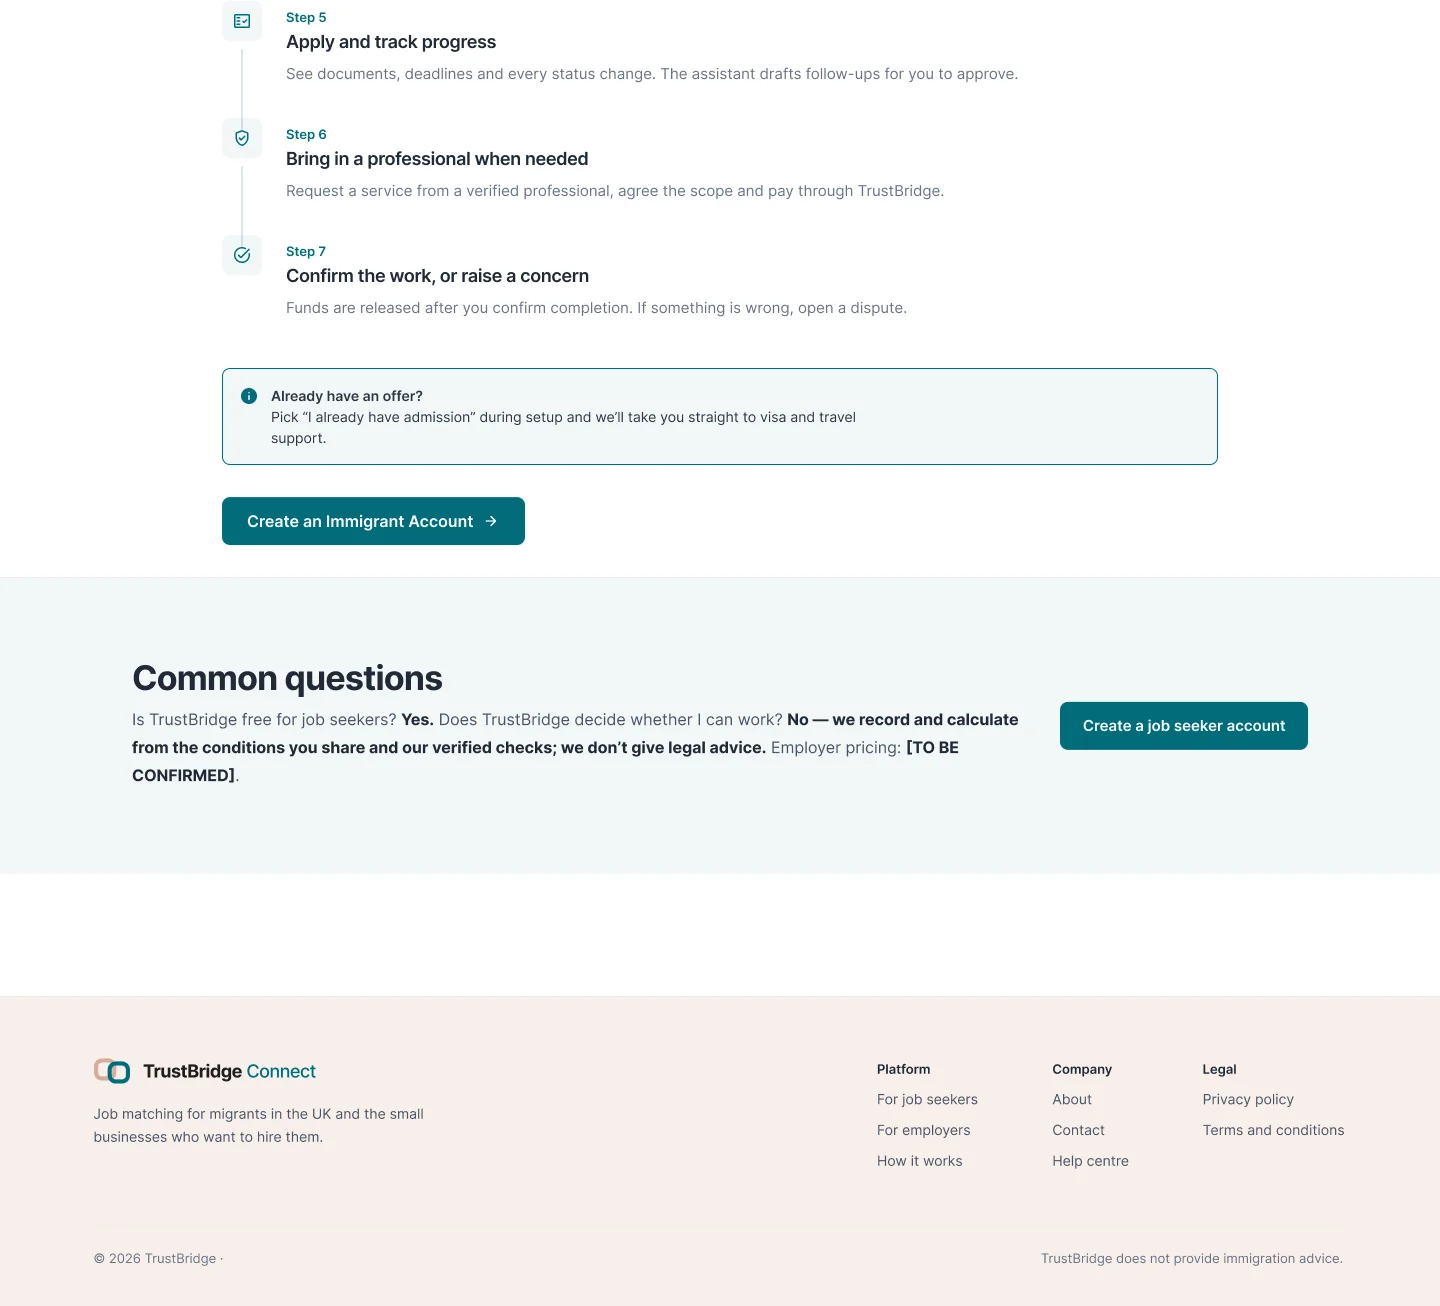 Step 5
Apply and track progress
See documents, deadlines and every status change. The assistant drafts follow-ups for you to approve.
Step 6
Bring in a professional when needed
Request a service from a verified professional, agree the scope and pay through TrustBridge.
Step 7
Confirm the work, or raise a concern
Funds are released after you confirm completion. If something is wrong, open a dispute.
Already have an offer?
Pick “I already have admission” during setup and we’ll take you straight to visa and travel
support.
Create an Immigrant Account →
Common questions
Is TrustBridge free for job seekers? Yes. Does TrustBridge decide whether I can work? No — we record and calculate
from the conditions you share and our verified checks; we don’t give legal advice. Employer pricing: [TO BE
CONFIRMED].
Create a job seeker account
TrustBridge Connect
Job matching for migrants in the UK and the small
businesses who want to hire them.
Platform
For job seekers
For employers
How it works
Company
About
Contact
Help centre
Legal
Privacy policy
Terms and conditions
© 2026 TrustBridge ·
TrustBridge does not provide immigration advice.